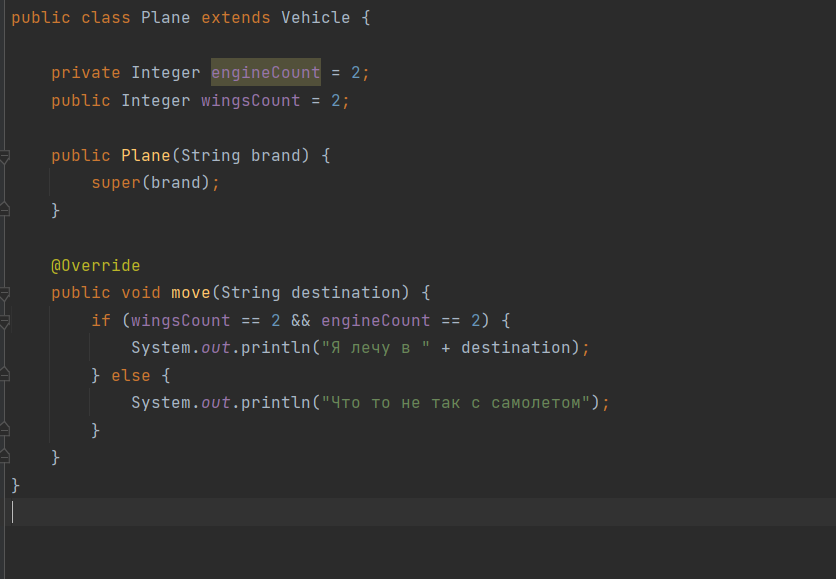 public class Plane extends Vehicle {
private Integer engineCount = 2;
public Integer wingsCount = 2;
public Plane(String brand) {
super(brand);
}
@Override
public void move(String destination) {
if (wingsCount == 2 && engineCount == 2) {
System.out.println("Я лечу в " + destination);
} else {
System.out.println("Что то не так с самолетом");
}
}
}